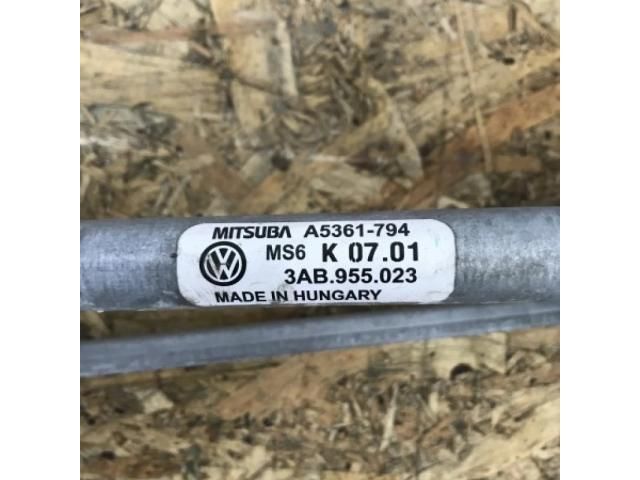 MITSUBA A5361-794
MS6 K 07.01
3AB.955.023
MADE IN HUNGARY